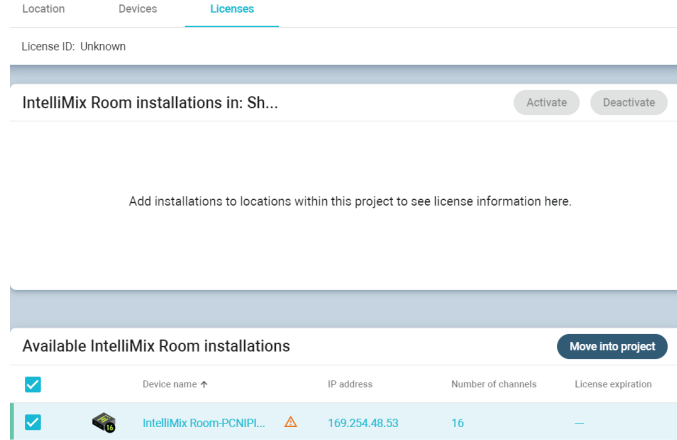 Location Devices Licenses
License ID: Unknown
IntelliMix Room installations in: Sh... Activate Deactivate
Add installations to locations within this project to see license information here.
Available IntelliMix Room installations Move into project
Device name ↑ IP address Number of channels License expiration
16 IntelliMix Room-PCNIPI... 169.254.48.53 16 —